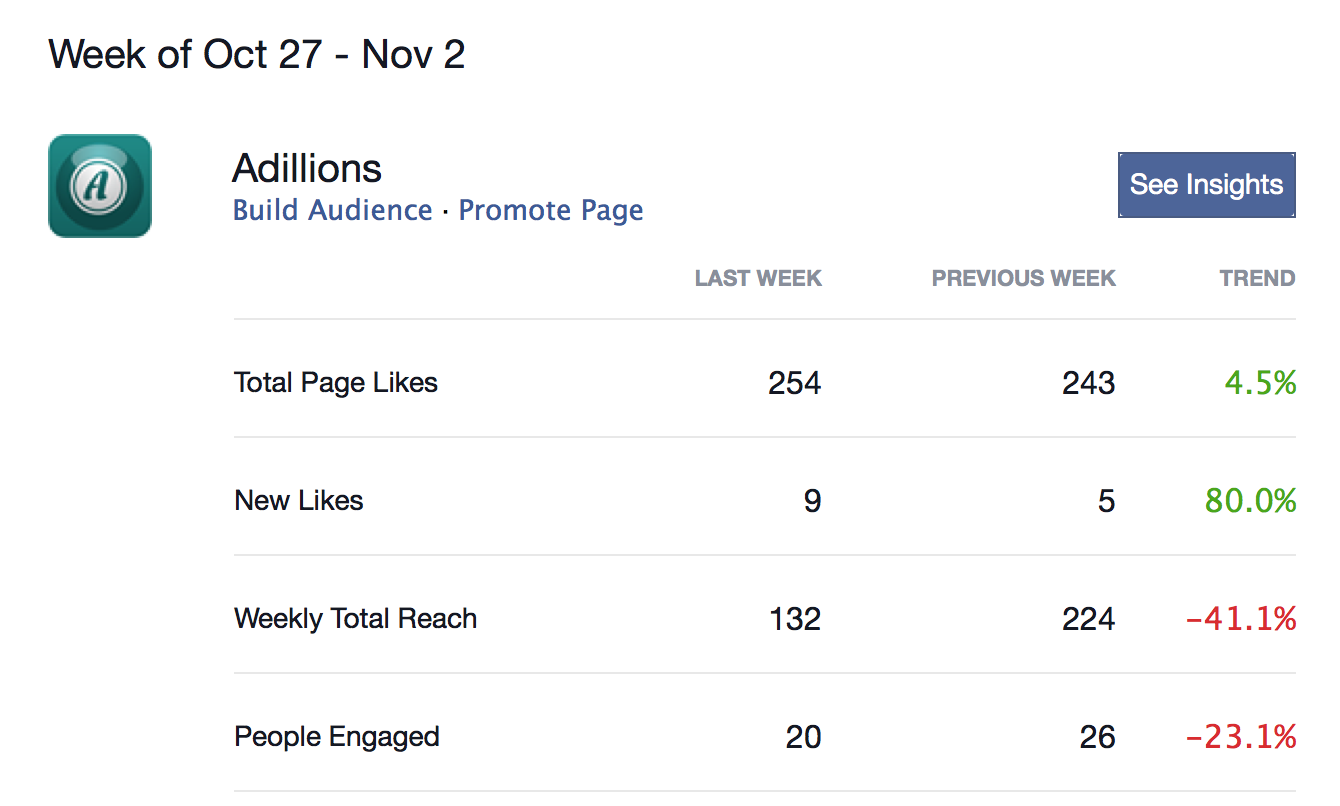 Week of Oct 27 - Nov 2
A
Adillions
Build Audience · Promote Page
See Insights
LAST WEEK PREVIOUS WEEK TREND
Total Page Likes 254 243 4.5%
New Likes 9 5 80.0%
Weekly Total Reach 132 224 -41.1%
People Engaged 20 26 -23.1%